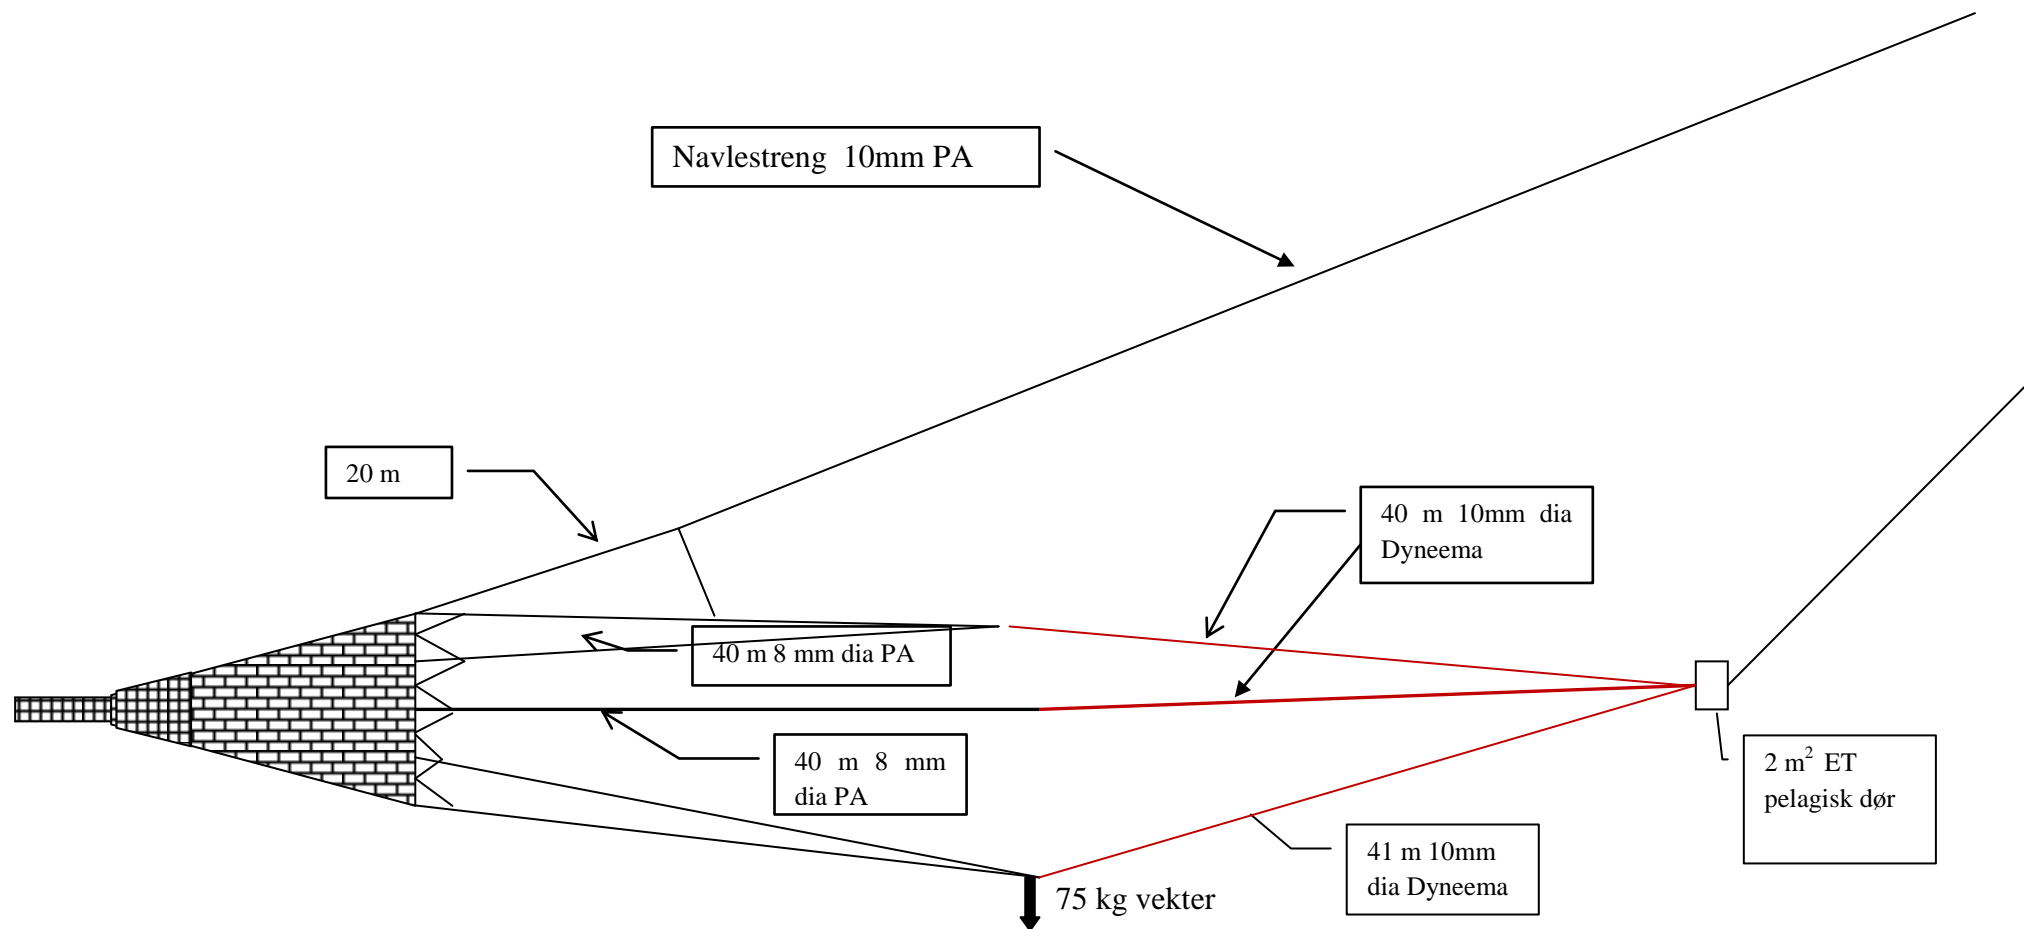 Navlestreng 10mm PA
20 m
40 m 10mm dia
Dyneema
40 m 8 mm dia PA
40 m 8 mm
dia PA
2 m² ET
pelagisk dør
41 m 10mm
dia Dyneema
75 kg vekter